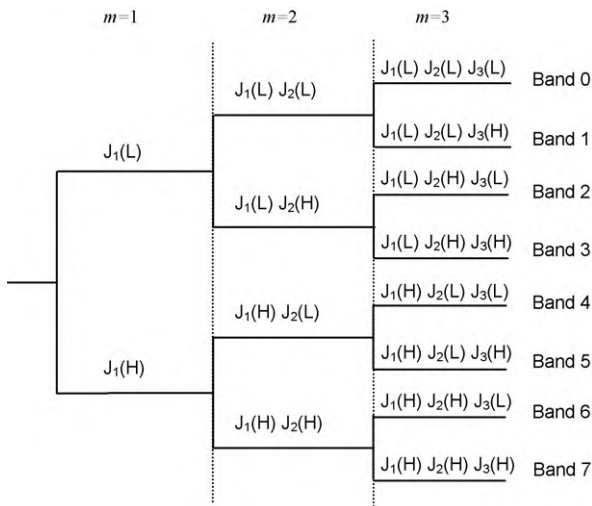 m=1 m=2 m=3
J₁(L) J₂(L) J₃(L) Band 0
J₁(L) J₂(L)
J₁(L) J₂(L) J₃(H) Band 1
J₁(L)
J₁(L) J₂(H) J₃(L) Band 2
J₁(L) J₂(H)
J₁(L) J₂(H) J₃(H) Band 3
J₁(H) J₂(L) J₃(L) Band 4
J₁(H) J₂(L)
J₁(H) J₂(L) J₃(H) Band 5
J₁(H)
J₁(H) J₂(H) J₃(L) Band 6
J₁(H) J₂(H)
J₁(H) J₂(H) J₃(H) Band 7